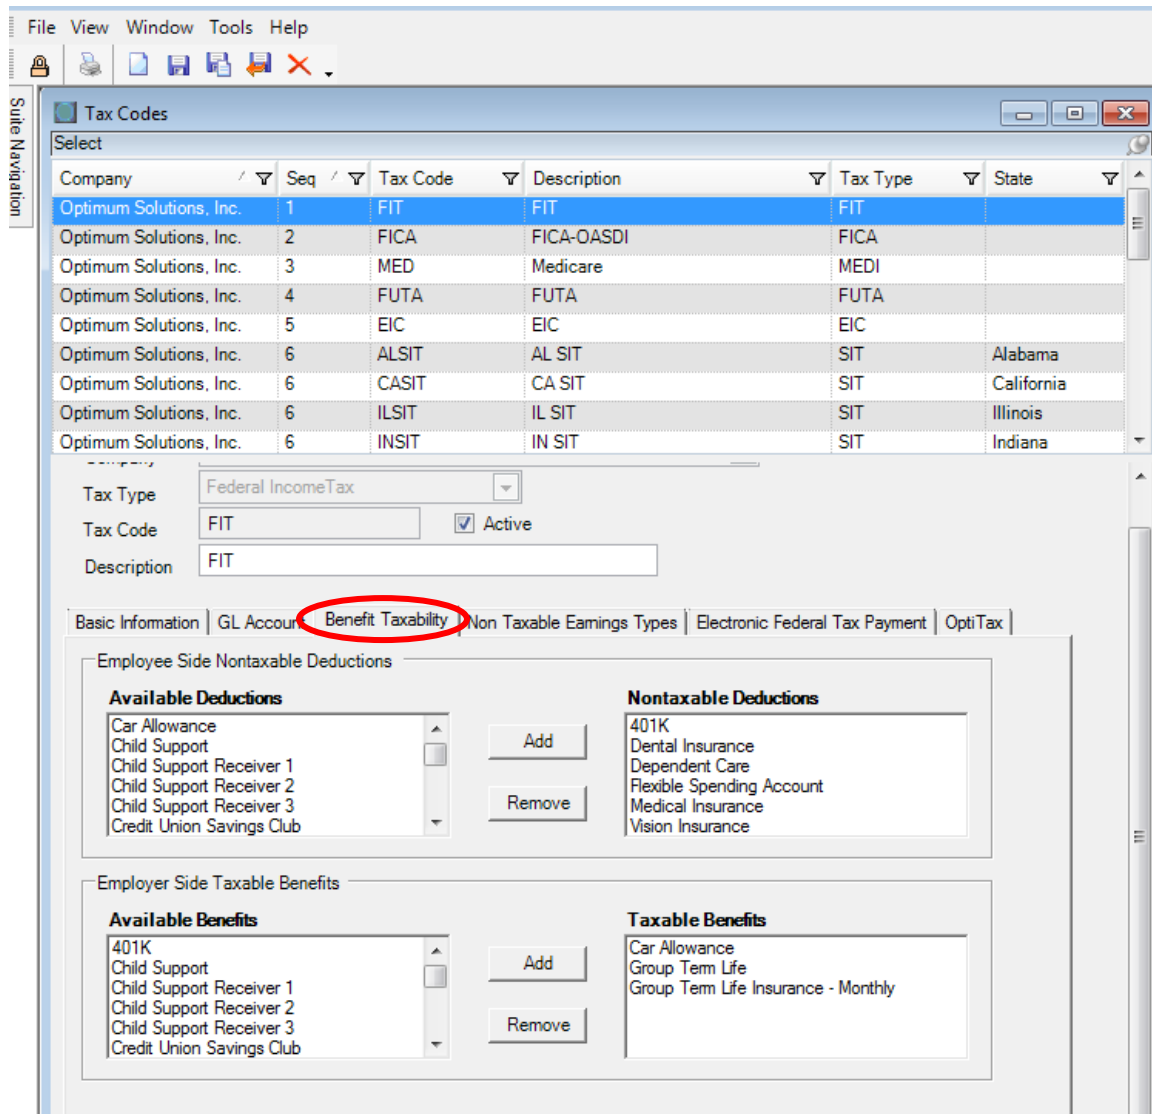 File View Window Tools Help
Suite Navigation
Tax Codes
Select
Company Seq Tax Code Description Tax Type State
Optimum Solutions, Inc. 1 FIT FIT FIT
Optimum Solutions, Inc. 2 FICA FICA-OASDI FICA
Optimum Solutions, Inc. 3 MED Medicare MEDI
Optimum Solutions, Inc. 4 FUTA FUTA FUTA
Optimum Solutions, Inc. 5 EIC EIC EIC
Optimum Solutions, Inc. 6 ALSIT AL SIT SIT Alabama
Optimum Solutions, Inc. 6 CASIT CA SIT SIT California
Optimum Solutions, Inc. 6 ILSIT IL SIT SIT Illinois
Optimum Solutions, Inc. 6 INSIT IN SIT SIT Indiana
Tax Type Federal IncomeTax
Tax Code FIT Active
Description FIT
Basic Information GL Account Benefit Taxability Non Taxable Earnings Types Electronic Federal Tax Payment OptiTax
Employee Side Nontaxable Deductions
Available Deductions Nontaxable Deductions
Car Allowance 401K
Child Support Add Dental Insurance
Child Support Receiver 1 Dependent Care
Child Support Receiver 2 Flexible Spending Account
Child Support Receiver 3 Remove Medical Insurance
Credit Union Savings Club Vision Insurance
Employer Side Taxable Benefits
Available Benefits Taxable Benefits
401K Car Allowance
Child Support Add Group Term Life
Child Support Receiver 1 Group Term Life Insurance - Monthly
Child Support Receiver 2
Child Support Receiver 3 Remove
Credit Union Savings Club